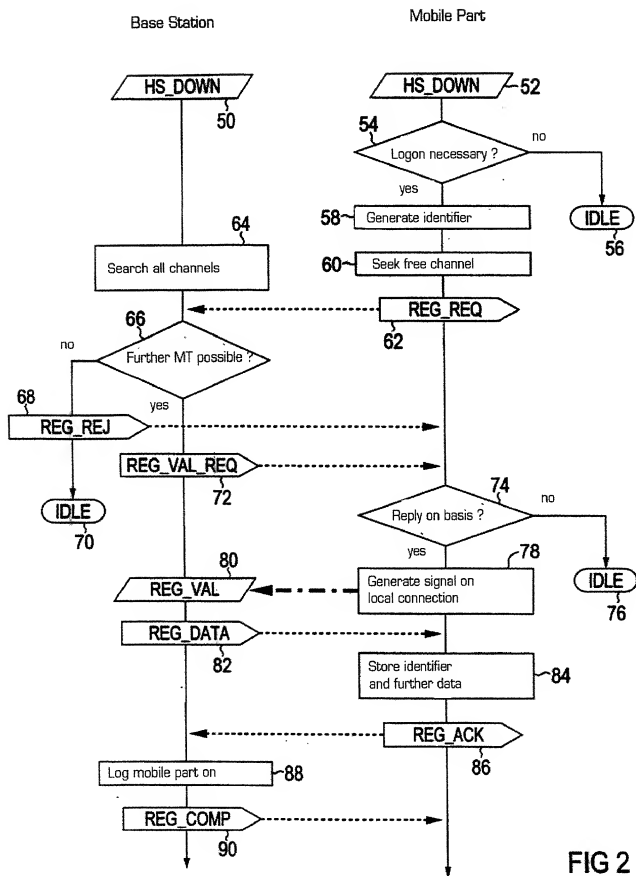 Base Station
Mobile Part
HS_DOWN
50
HS_DOWN
52
54
Logon necessary ?
no
yes
58
Generate identifier
IDLE
56
64
Search all channels
60
Seek free channel
REG_REQ
62
66
Further MT possible ?
no
yes
68
REG_REJ
REG_VAL_REQ
72
IDLE
70
74
Reply on basis ?
no
yes
78
Generate signal on
local connection
IDLE
76
80
REG_VAL
REG_DATA
82
Store identifier
and further data
84
REG_ACK
86
Log mobile part on
88
REG_COMP
90
FIG 2